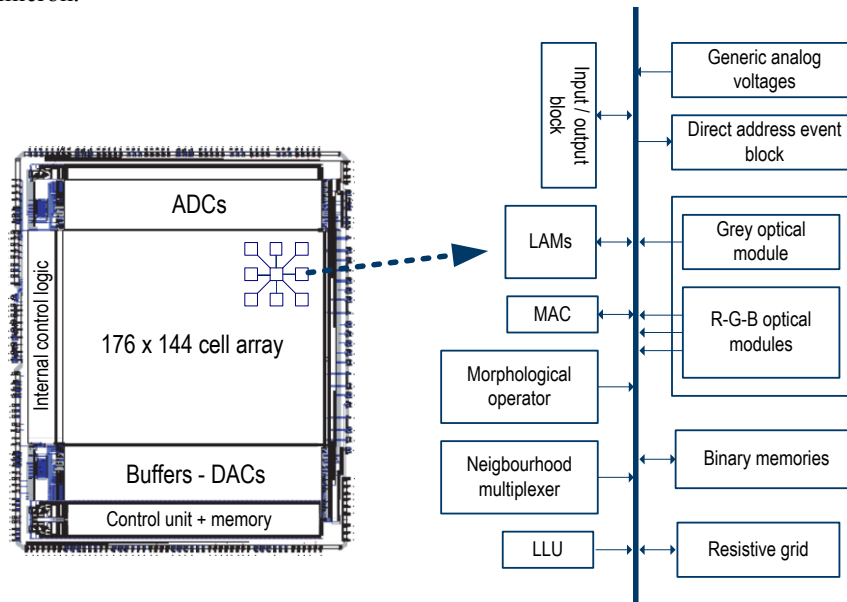 micron.
ADCs
Internal control logic
176 x 144 cell array
Buffers - DACs
Control unit + memory
Input / output
block
LAMs
MAC
Morphological
operator
Neigbourhood
multiplexer
LLU
Generic analog
voltages
Direct address event
block
Grey optical
module
R-G-B optical
modules
Binary memories
Resistive grid